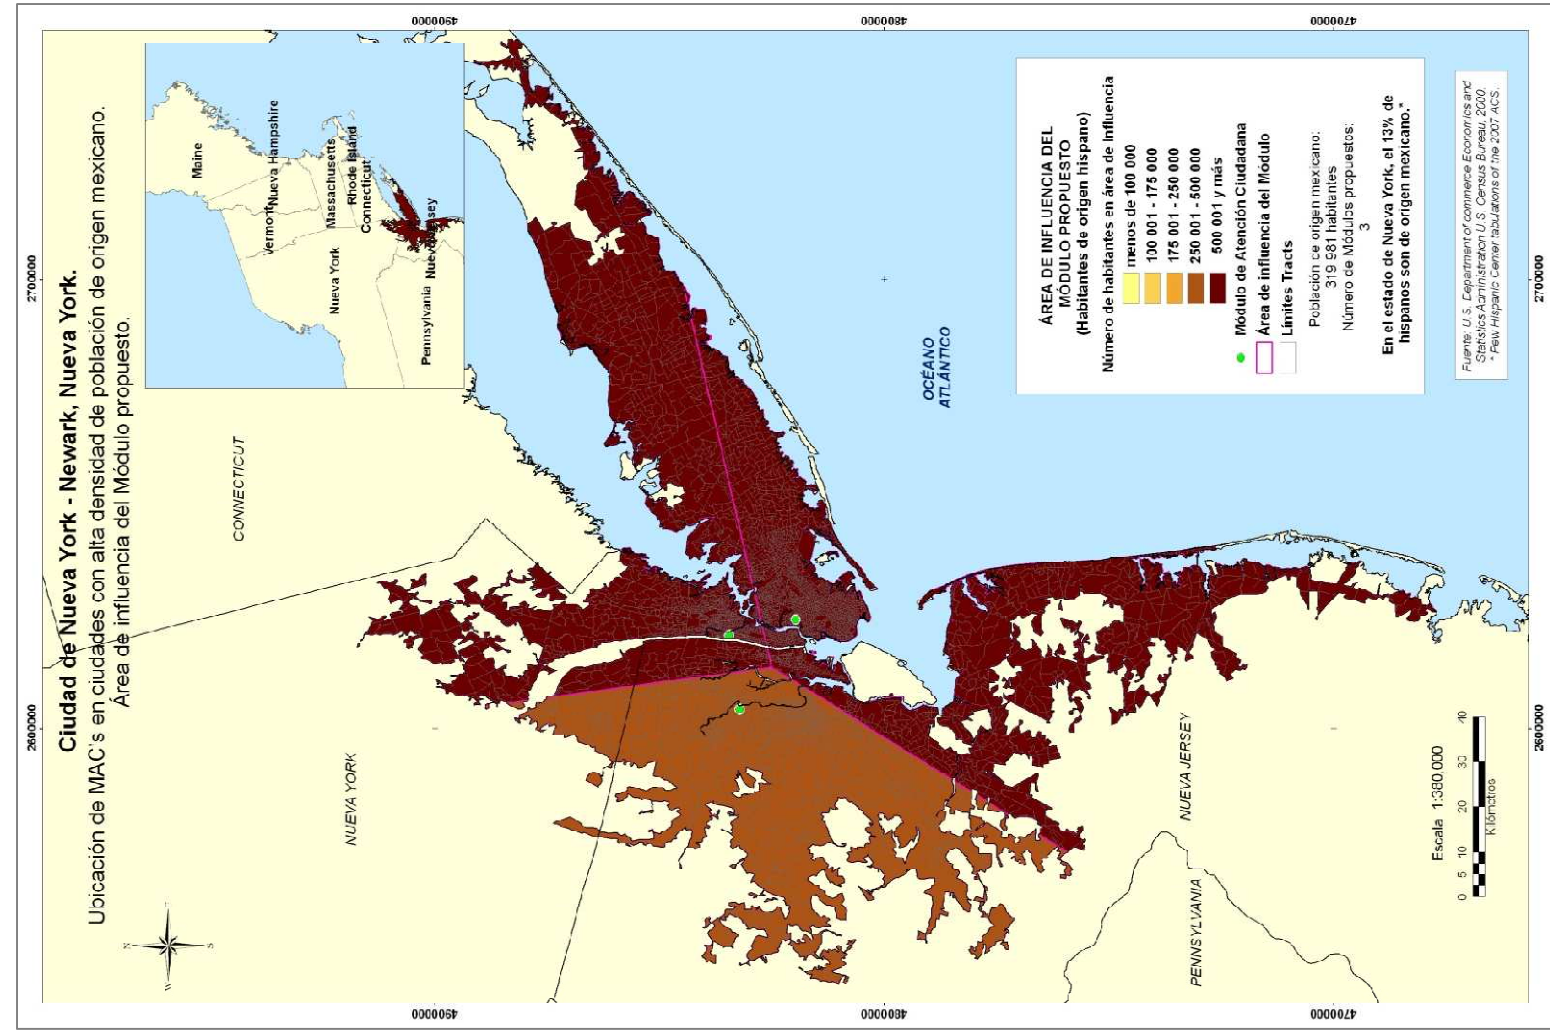 Ciudad de Nueva York - Newark, Nueva York.
Ubicación de MAC's en ciudades con alta densidad de población de origen mexicano.
Área de influencia del Módulo propuesto.
4900000
4800000
4700000
2700000
2600000
2700000
2600000
4900000
4800000
4700000
Maine
Nueva Hampshire
Vermont
Massachusetts
Rhode Island
Connecticut
Nueva York
Nueva Jersey
Pennsylvania
CONNECTICUT
NUEVA YORK
OCÉANO
ATLÁNTICO
NUEVA JERSEY
PENNSYLVANIA
N
S
ÁREA DE INFLUENCIA DEL
MÓDULO PROPUESTO
(Habitantes de origen hispano)
Número de habitantes en área de Influencia
menos de 100 000
100 001 - 175 000
175 001 - 250 000
250 001 - 500 000
500 001 y más
Módulo de Atención Ciudadana
Área de influencia del Módulo
Límites Tracts
Población de origen mexicano:
319 981 habitantes
Número de Módulos propuestos:
3
En el estado de Nueva York, el 13% de
hispanos son de origen mexicano.*
Fuente: U.S. Department of commerce Economics and
Statistics Administration U.S. Census Bureau, 2000.
* Pew Hispanic Center tabulations of the 2007 ACS.
Escala 1:380,000
0 5 10 20 30 40
Kilómetros